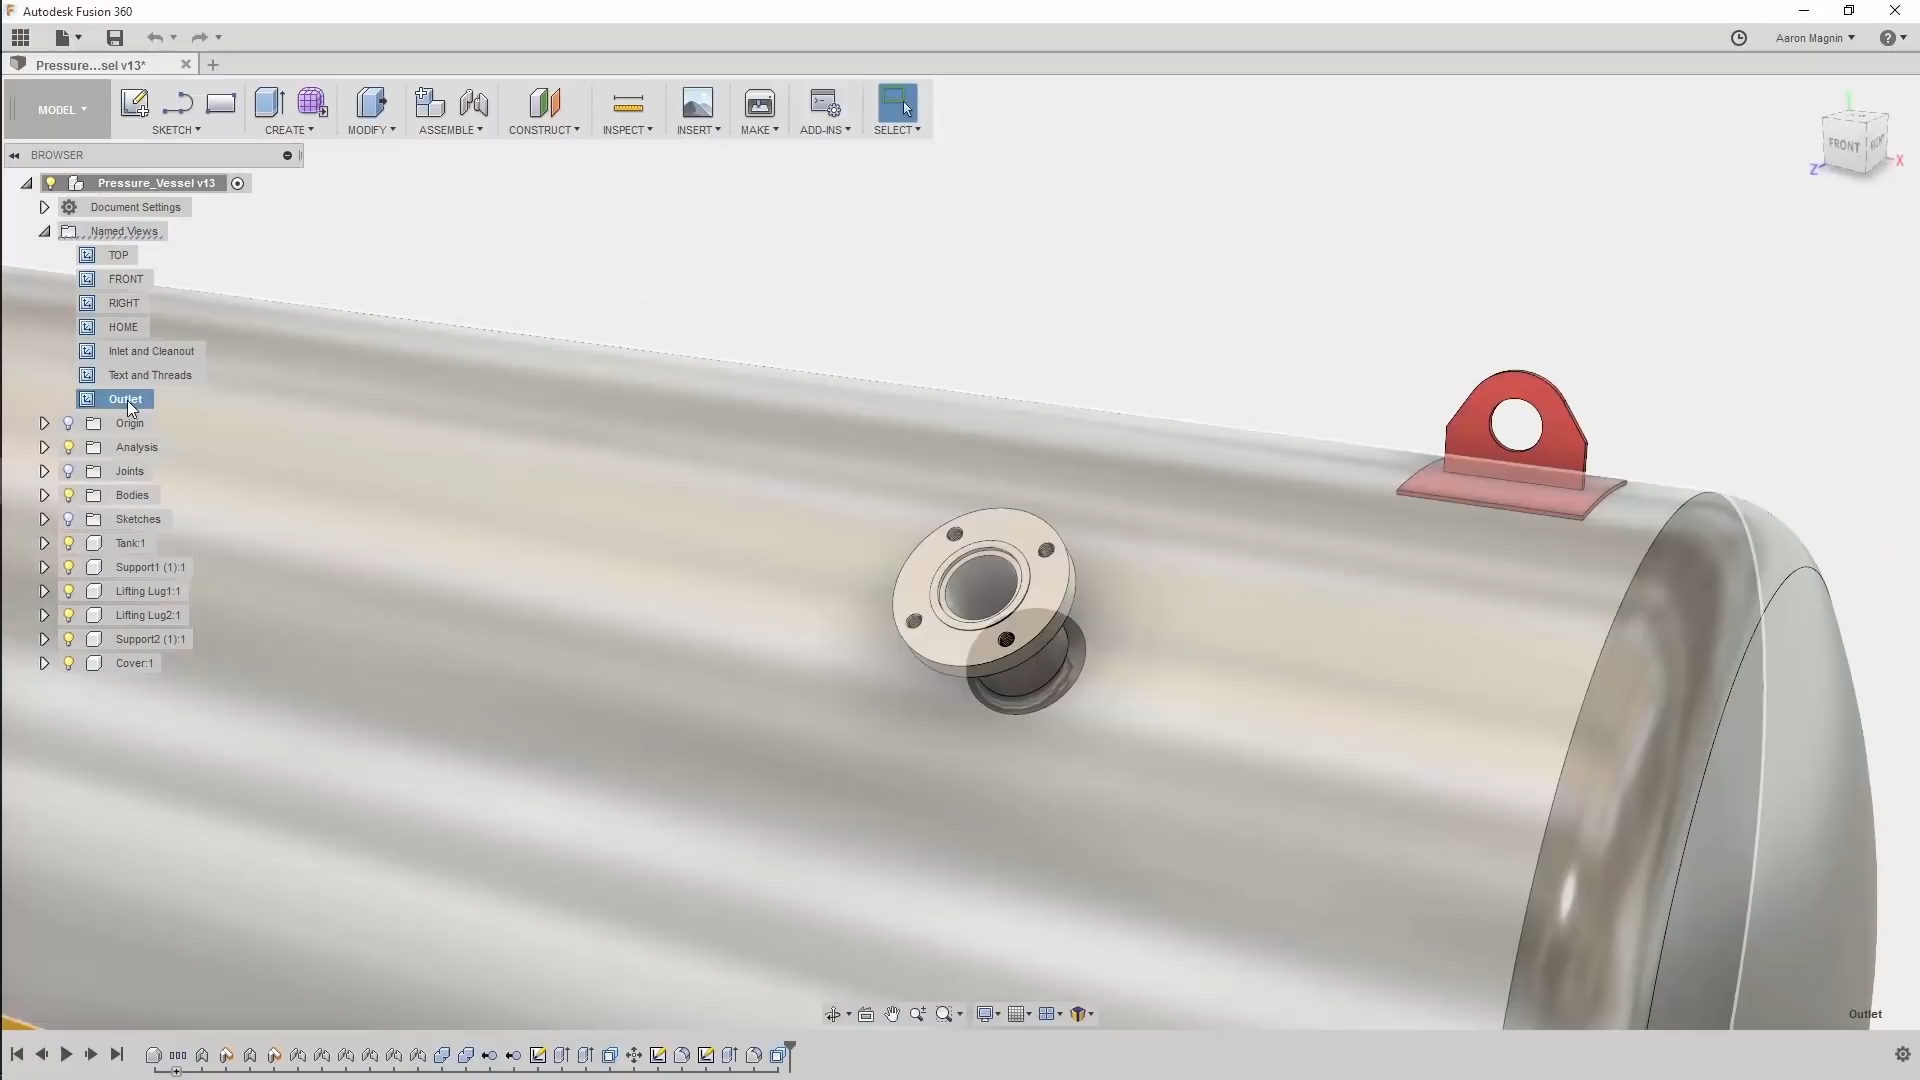 Autodesk Fusion 360
Aaron Magnin
Pressure...sel v13*
MODEL
SKETCH
CREATE
MODIFY
ASSEMBLE
CONSTRUCT
INSPECT
INSERT
MAKE
ADD-INS
SELECT
FRONT
RIGHT
Y
X
Z
BROWSER
Pressure_Vessel v13
Document Settings
Named Views
TOP
FRONT
RIGHT
HOME
Inlet and Cleanout
Text and Threads
Outlet
Origin
Analysis
Joints
Bodies
Sketches
Tank:1
Support1 (1):1
Lifting Lug1:1
Lifting Lug2:1
Support2 (1):1
Cover:1
Outlet